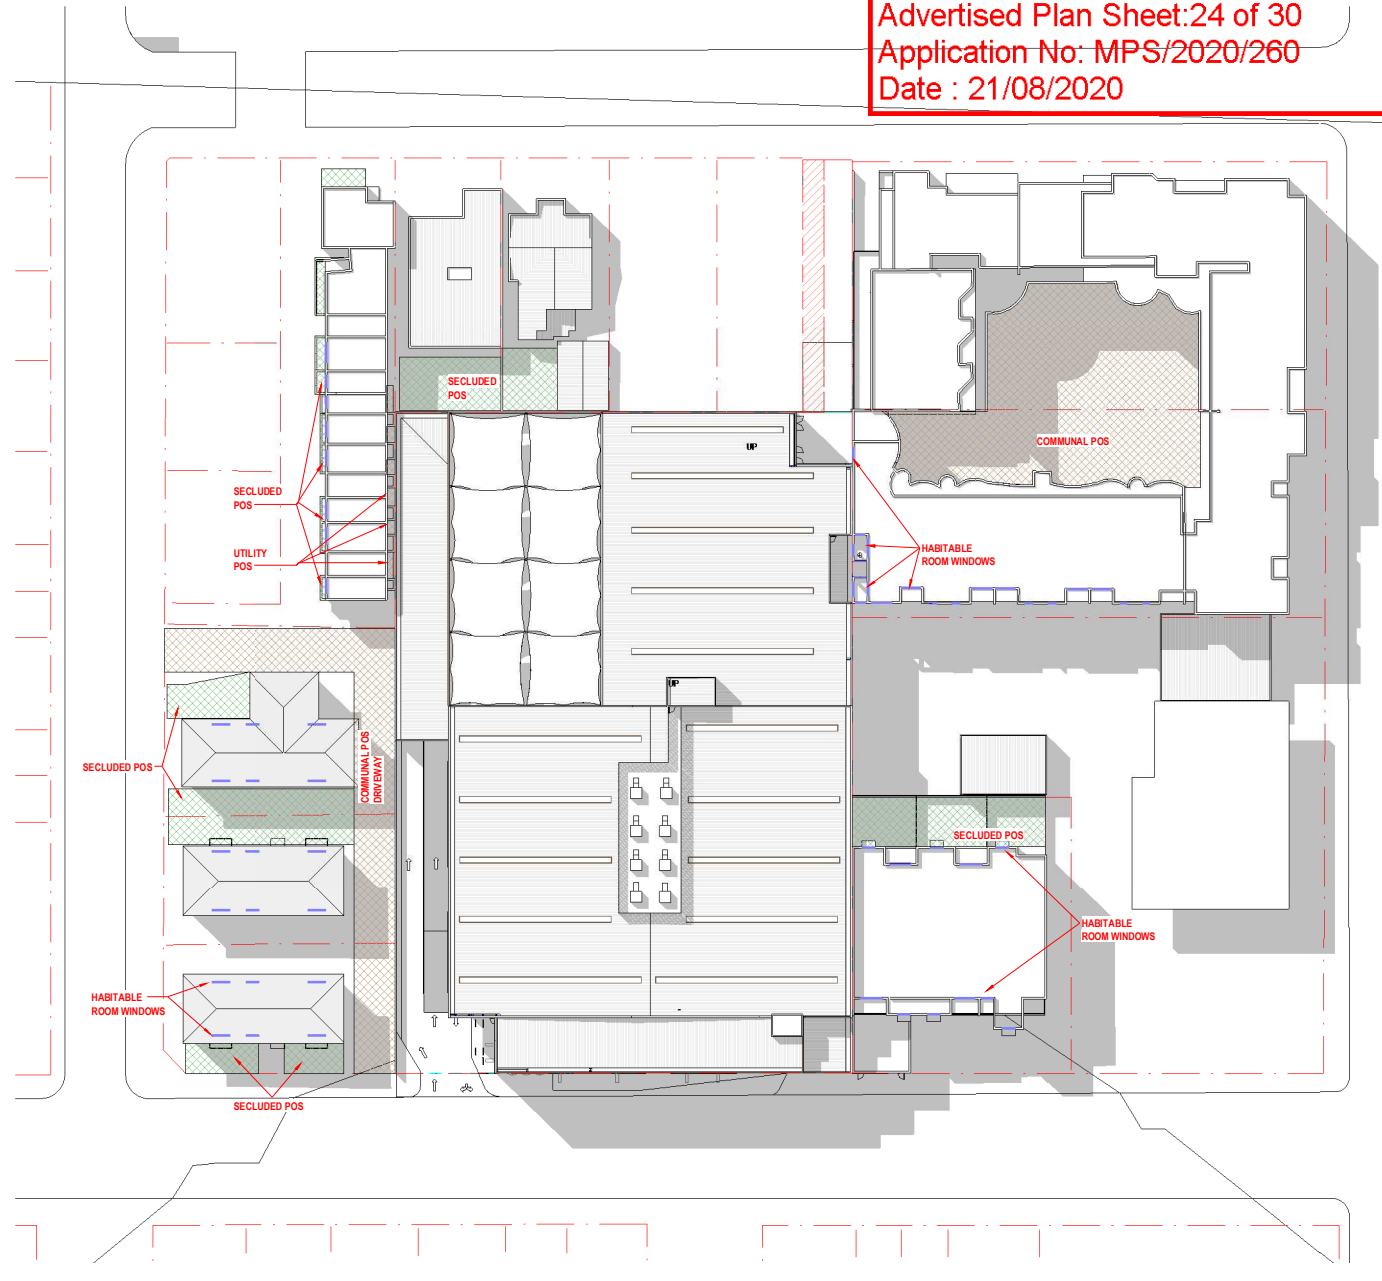 Advertised Plan Sheet:24 of 30
Application No: MPS/2020/260
Date : 21/08/2020
SECLUDED
POS
UP
COMMUNAL POS
SECLUDED
POS
UTILITY
POS
HABITABLE
ROOM WINDOWS
UP
COMMUNAL POS
DRIVEWAY
SECLUDED POS
SECLUDED POS
HABITABLE
ROOM WINDOWS
HABITABLE
ROOM WINDOWS
SECLUDED POS